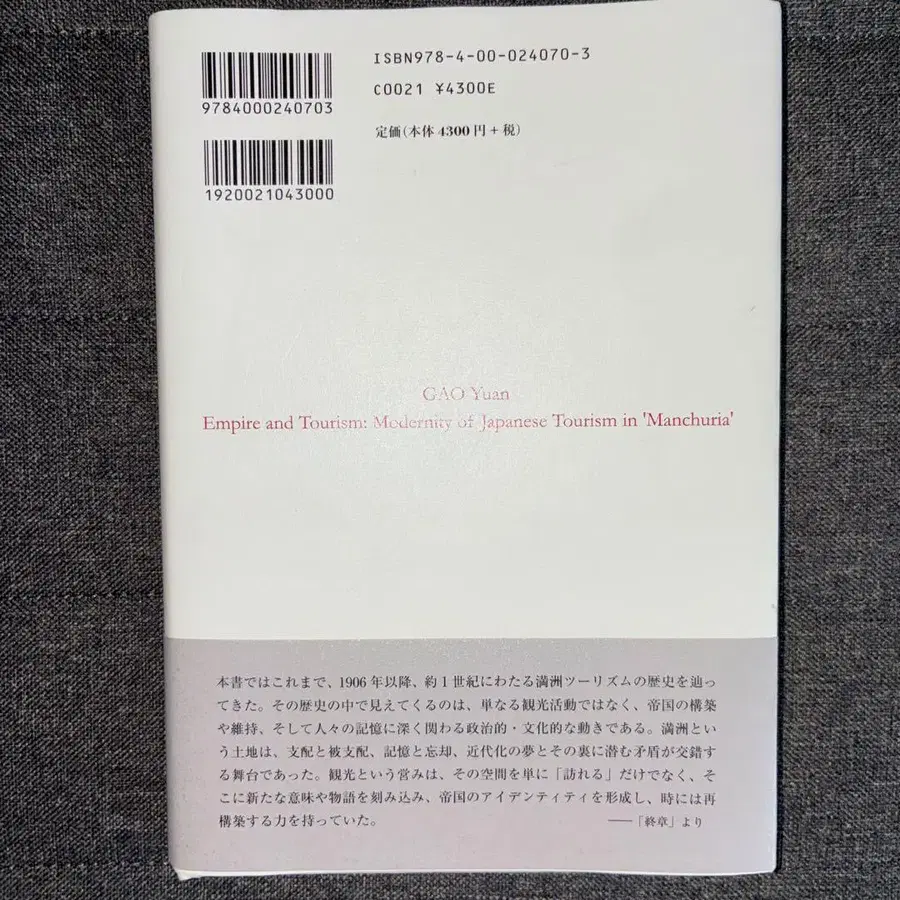 ISBN978-4-00-024070-3
C0021 ¥4300E
定価(本体4300円+税)
9784000240703
1920021043000
GAO Yuan
Empire and Tourism: Modernity of Japanese Tourism in 'Manchuria'
本書ではこれまで、1906年以降、約1世紀にわたる満洲ツーリズムの歴史を辿っ
てきた。その歴史の中で見えてくるのは、単なる観光活動ではなく、帝国の構築
や維持、そして人々の記憶に深く関わる政治的・文化的な動きである。満洲とい
う土地は、支配と被支配、記憶と忘却、近代化の夢とその裏に潜む矛盾が交錯す
る舞台であった。観光という営みは、その空間を単に「訪れる」だけでなく、そ
こに新たな意味や物語を刻み込み、帝国のアイデンティティを形成し、時には再
構築する力を持っていた。
――「終章」より